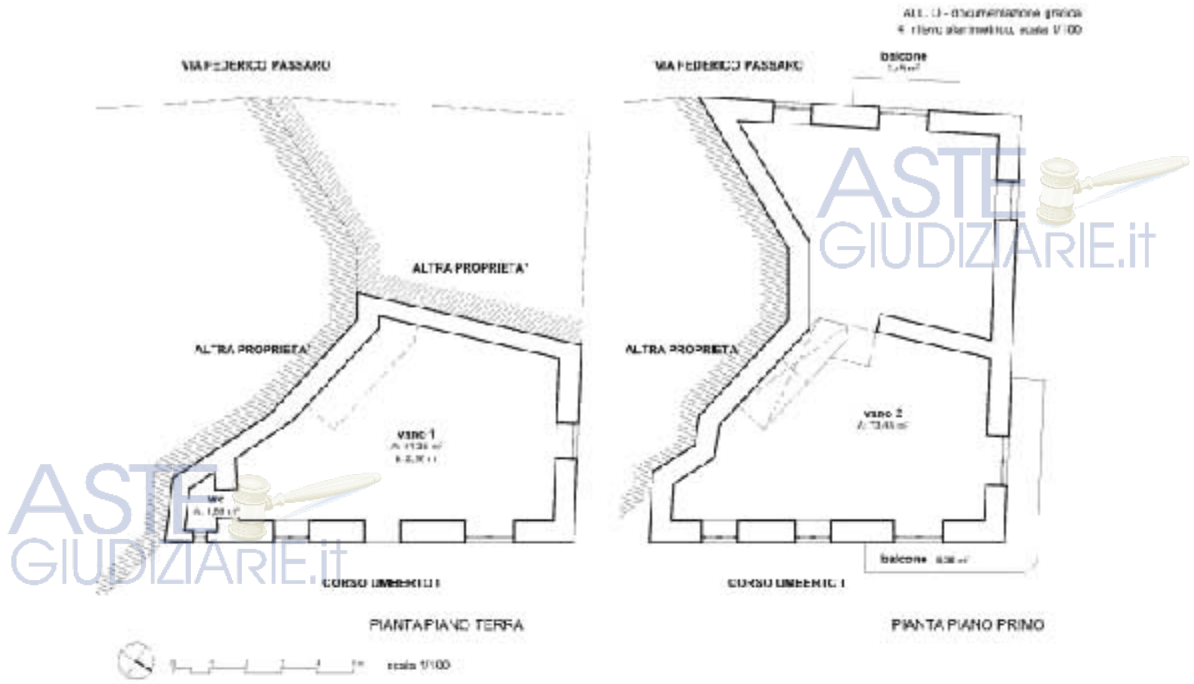 ALL. D - documentazione grafica
4. rilievo planimetrico, scala 1/100
VIA FEDERICO PASSARO
VIA FEDERICO PASSARO
balcone
ASTE
GIUDIZIARIE.it
ALTRA PROPRIETA'
ALTRA PROPRIETA'
ALTRA PROPRIETA'
vano 1
vano 2
ASTE
GIUDIZIARIE.it
wc
balcone
CORSO UMBERTO I
CORSO UMBERTO I
PIANTA PIANO TERRA
PIANTA PIANO PRIMO
scala 1/100